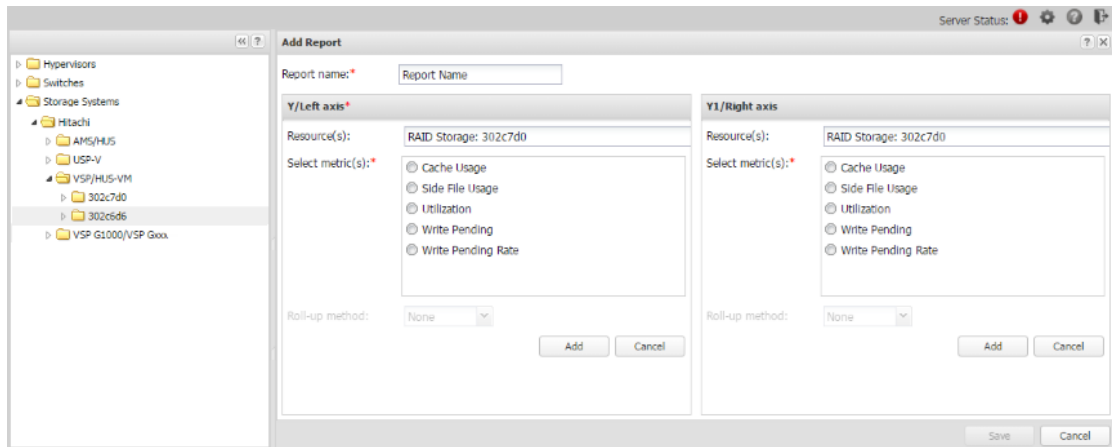 Server Status:
Add Report
Hypervisors
Switches
Storage Systems
Hitachi
AMS/HUS
USP-V
VSP/HUS-VM
302c7d0
302c6d6
VSP G1000/VSP Gxxx
Report name:* Report Name
Y/Left axis*
Resource(s): RAID Storage: 302c7d0
Select metric(s):*
Cache Usage
Side File Usage
Utilization
Write Pending
Write Pending Rate
Roll-up method: None
Add Cancel
Y1/Right axis
Resource(s): RAID Storage: 302c7d0
Select metric(s):*
Cache Usage
Side File Usage
Utilization
Write Pending
Write Pending Rate
Roll-up method: None
Add Cancel
Save Cancel